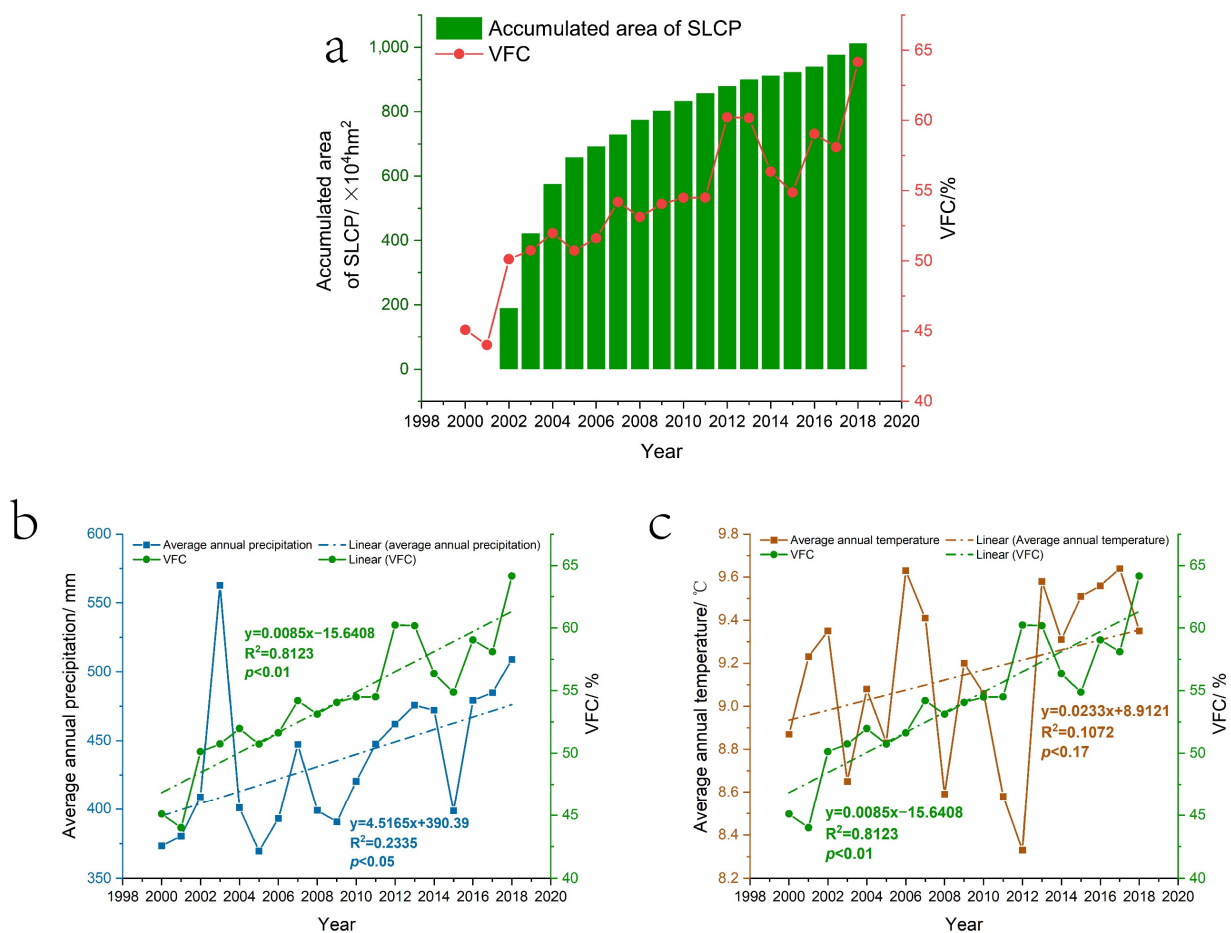 a
Accumulated area of SLCP
VFC
1,000
800
600
400
200
0
65
60
55
50
45
40
Accumulated area
of SLCP/ ×10⁴hm²
VFC/%
1998 2000 2002 2004 2006 2008 2010 2012 2014 2016 2018 2020
Year
b
Average annual precipitation
Linear (average annual precipitation)
VFC
Linear (VFC)
600
550
500
450
400
350
65
60
55
50
45
40
Average annual precipitation/ mm
VFC/ %
y=0.0085x−15.6408
R²=0.8123
p<0.01
y=4.5165x+390.39
R²=0.2335
p<0.05
1998 2000 2002 2004 2006 2008 2010 2012 2014 2016 2018 2020
Year
c
Average annual temperature
Linear (Average annual temperature)
VFC
Linear (VFC)
9.8
9.6
9.4
9.2
9.0
8.8
8.6
8.4
8.2
65
60
55
50
45
40
Average annual temperature/ ℃
VFC/ %
y=0.0233x+8.9121
R²=0.1072
p<0.17
y=0.0085x−15.6408
R²=0.8123
p<0.01
1998 2000 2002 2004 2006 2008 2010 2012 2014 2016 2018 2020
Year